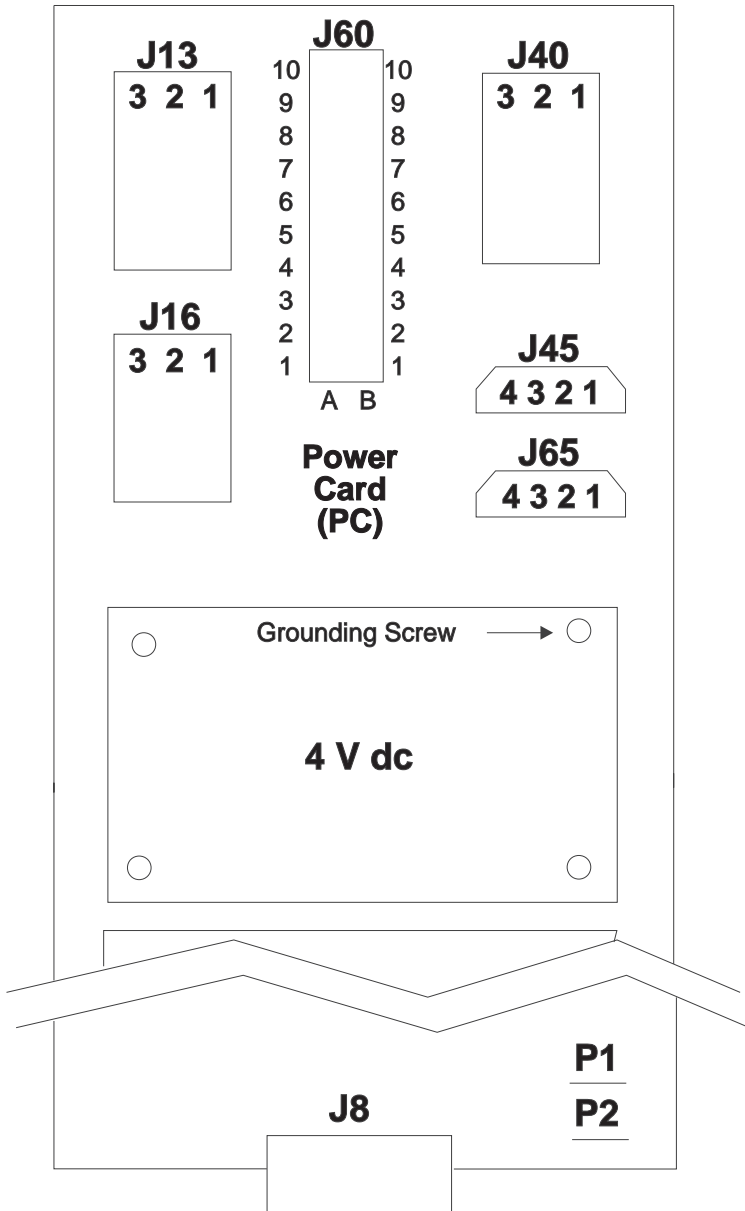 J13
3 2 1
J60
10 10
9 9
8 8
7 7
6 6
5 5
4 4
3 3
2 2
1 1
A B
J40
3 2 1
J16
3 2 1
J45
4 3 2 1
J65
4 3 2 1
Power
Card
(PC)
Grounding Screw
4 V dc
P1
P2
J8